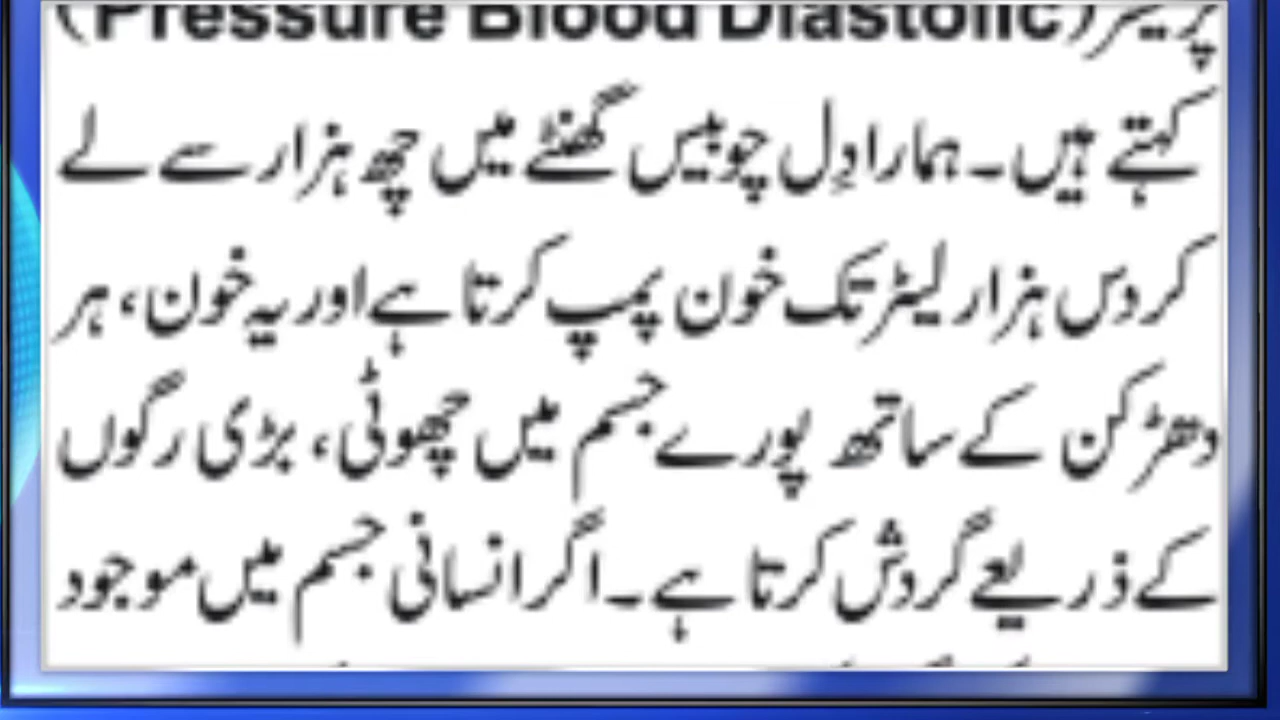 پریشر(Pressure Blood Diastolic)
کہتے ہیں۔ہمارا دِل چوبیس گھنٹے میں چھ ہزار سے لے
کر دس ہزار لیٹر تک خون پمپ کرتا ہے اور یہ خون، ہر
دھڑکن کے ساتھ پورے جسم میں چھوٹی، بڑی رگوں
کے ذریعے گردش کرتا ہے۔اگر انسانی جسم میں موجود